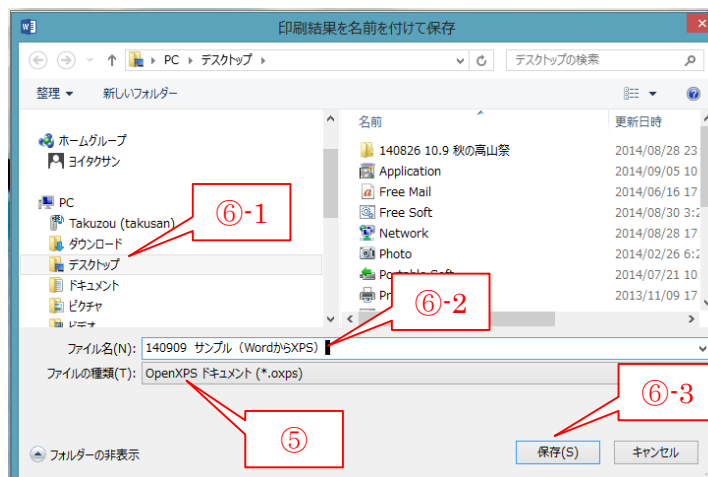 印刷結果を名前を付けて保存
PC デスクトップ
デスクトップの検索
整理 新しいフォルダー
名前 更新日時
ホームグループ
ヨイタクサン
PC
Takuzou (takusan)
ダウンロード
デスクトップ
ドキュメント
ピクチャ
ビデオ
140826 10.9 秋の高山祭 2014/08/28 23
Application 2014/09/05 10
Free Mail 2014/06/16 17
Free Soft 2014/08/30 3:2
Network 2014/08/28 17
Photo 2014/02/26 6:2
Portable Soft 2014/07/21 10
2013/11/09 17
⑥-1
⑥-2
ファイル名(N): 140909 サンプル（WordからXPS）
ファイルの種類(T): OpenXPS ドキュメント (*.oxps)
⑥-3
⑤
フォルダーの非表示
保存(S) キャンセル